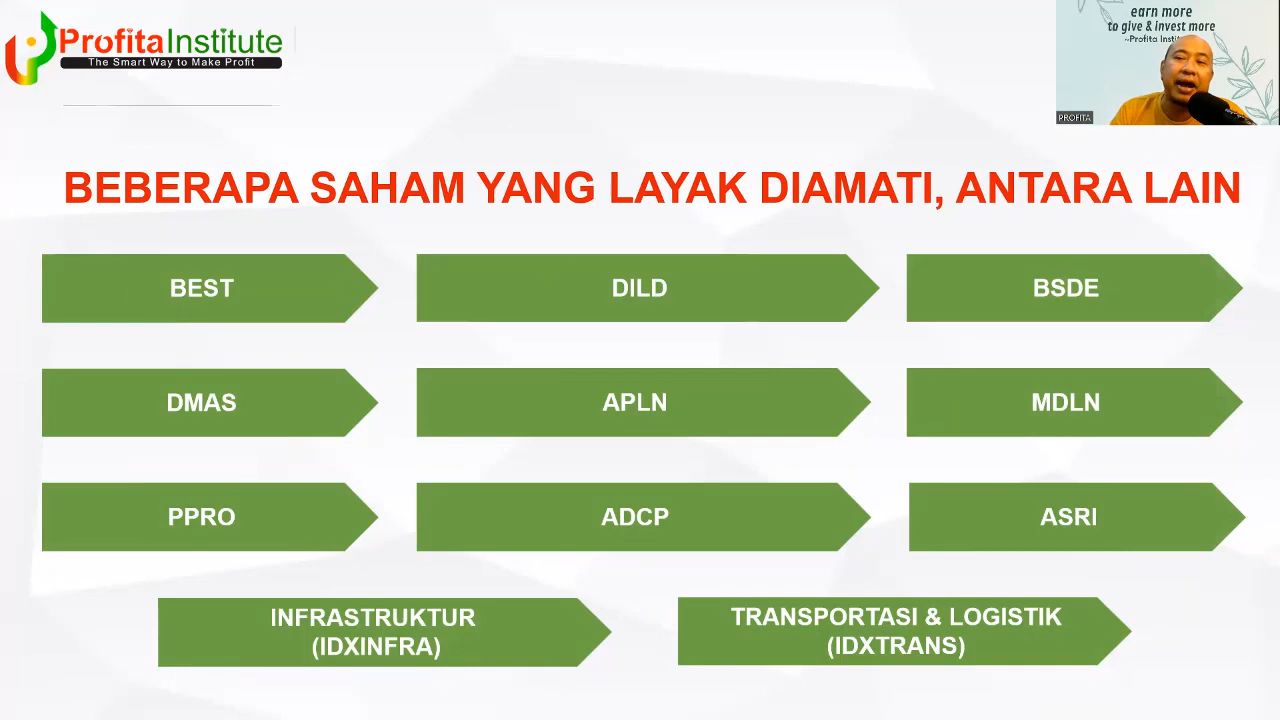 ProfitaInstitute
The Smart Way to Make Profit
earn more
to give & invest more
~Profita
PROFITA
BEBERAPA SAHAM YANG LAYAK DIAMATI, ANTARA LAIN
BEST
DILD
BSDE
DMAS
APLN
MDLN
PPRO
ADCP
ASRI
INFRASTRUKTUR
(IDXINFRA)
TRANSPORTASI & LOGISTIK
(IDXTRANS)